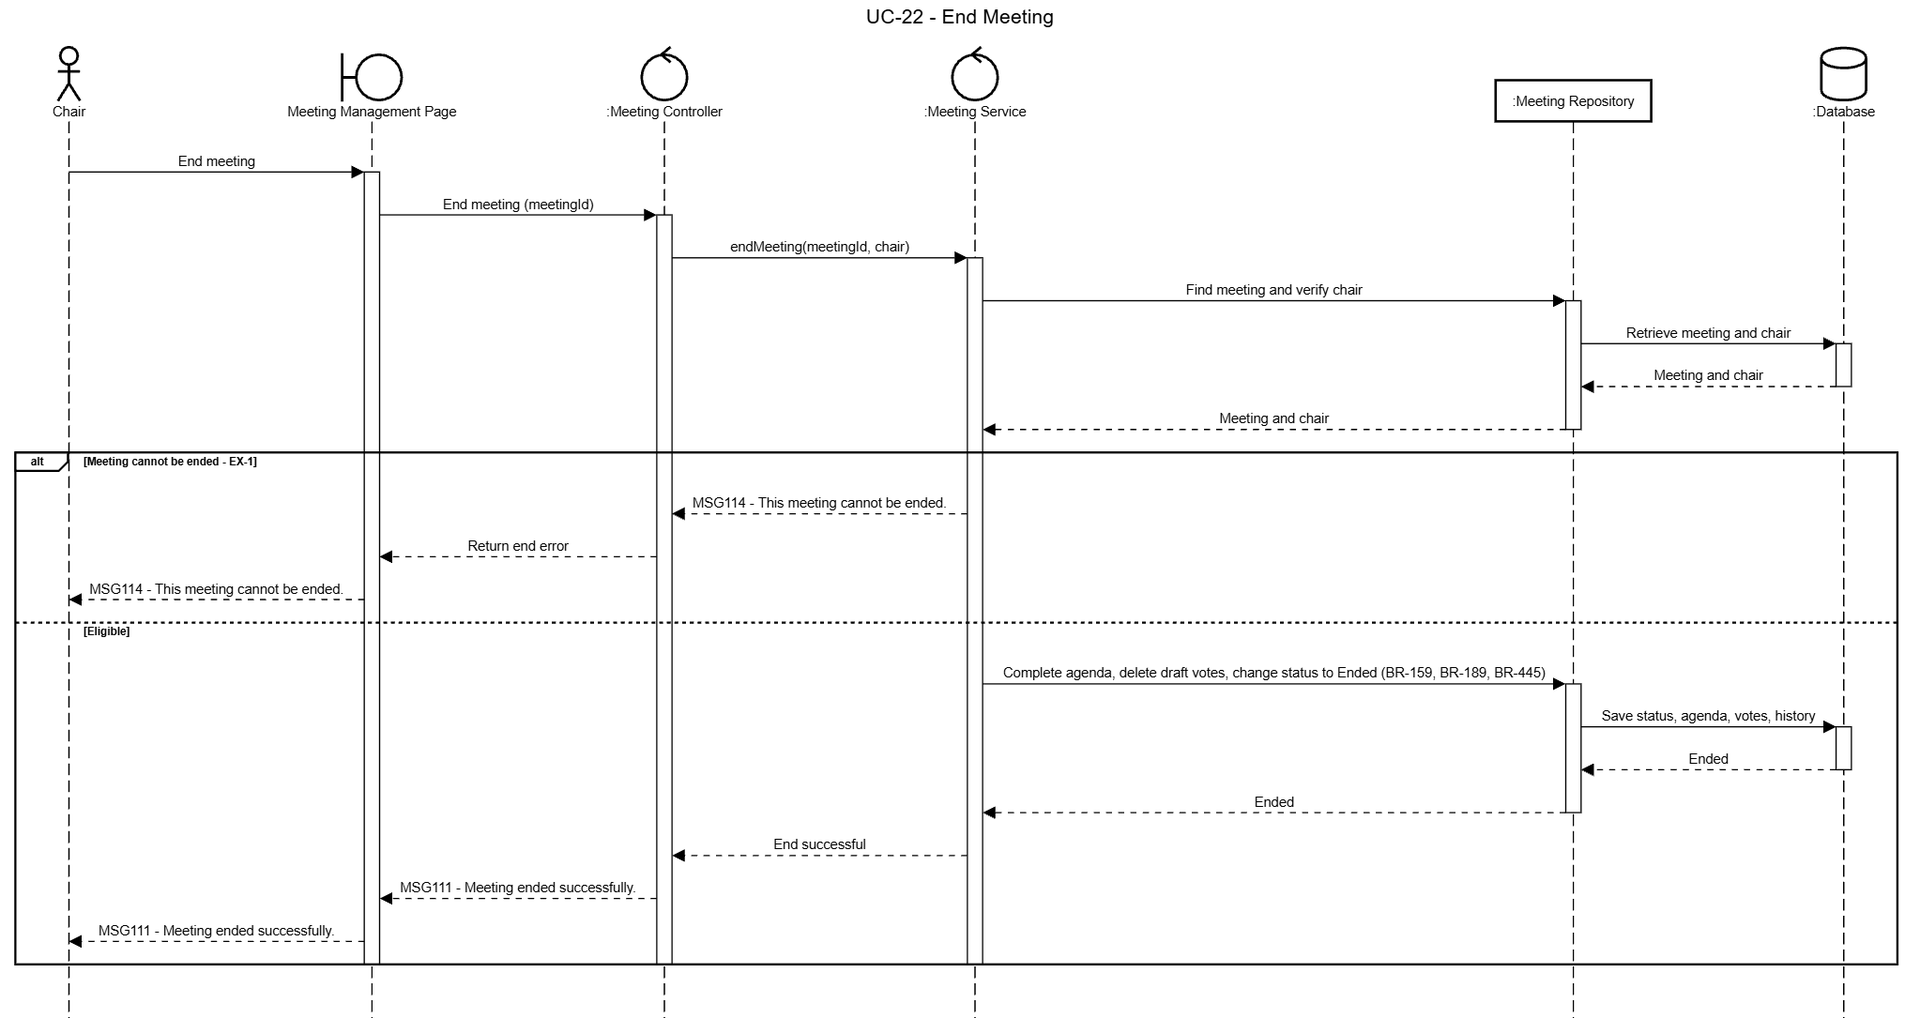 UC-22 - End Meeting
Chair
Meeting Management Page
:Meeting Controller
:Meeting Service
:Meeting Repository
:Database
End meeting
End meeting (meetingId)
endMeeting(meetingId, chair)
Find meeting and verify chair
Retrieve meeting and chair
Meeting and chair
Meeting and chair
alt
[Meeting cannot be ended - EX-1]
MSG114 - This meeting cannot be ended.
Return end error
MSG114 - This meeting cannot be ended.
[Eligible]
Complete agenda, delete draft votes, change status to Ended (BR-159, BR-189, BR-445)
Save status, agenda, votes, history
Ended
Ended
End successful
MSG111 - Meeting ended successfully.
MSG111 - Meeting ended successfully.